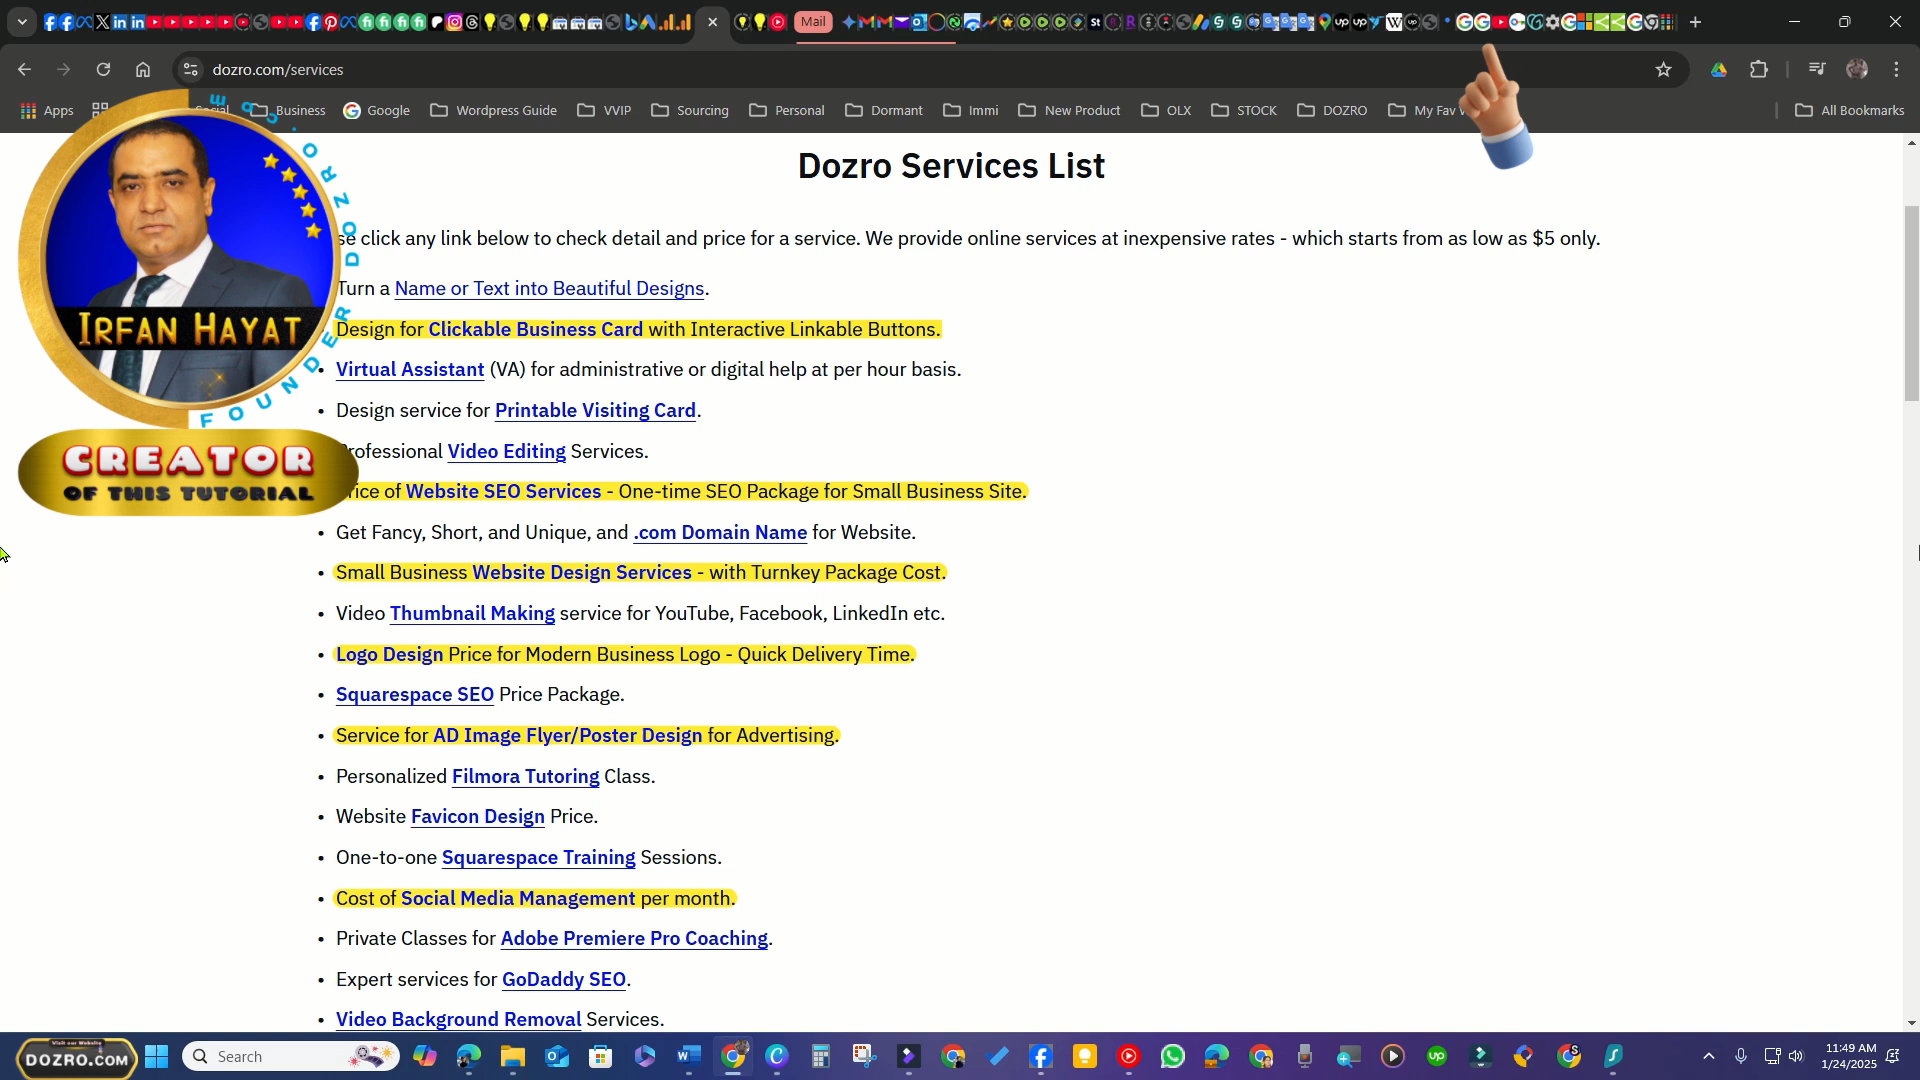 Mail
dozro.com/services
Apps
Social
Business
Google
Wordpress Guide
VVIP
Sourcing
Personal
Dormant
Immi
New Product
OLX
STOCK
DOZRO
My Fav
All Bookmarks
Dozro Services List
se click any link below to check detail and price for a service. We provide online services at inexpensive rates - which starts from as low as $5 only.
Turn a Name or Text into Beautiful Designs.
Design for Clickable Business Card with Interactive Linkable Buttons.
• Virtual Assistant (VA) for administrative or digital help at per hour basis.
• Design service for Printable Visiting Card.
Professional Video Editing Services.
Price of Website SEO Services - One-time SEO Package for Small Business Site.
• Get Fancy, Short, and Unique, and .com Domain Name for Website.
• Small Business Website Design Services - with Turnkey Package Cost.
• Video Thumbnail Making service for YouTube, Facebook, LinkedIn etc.
• Logo Design Price for Modern Business Logo - Quick Delivery Time.
• Squarespace SEO Price Package.
• Service for AD Image Flyer/Poster Design for Advertising.
• Personalized Filmora Tutoring Class.
• Website Favicon Design Price.
• One-to-one Squarespace Training Sessions.
• Cost of Social Media Management per month.
• Private Classes for Adobe Premiere Pro Coaching.
• Expert services for GoDaddy SEO.
• Video Background Removal Services.
IRFAN HAYAT
FOUNDER DOZRO
CREATOR
OF THIS TUTORIAL
DOZRO.COM
Search
11:49 AM
1/24/2025